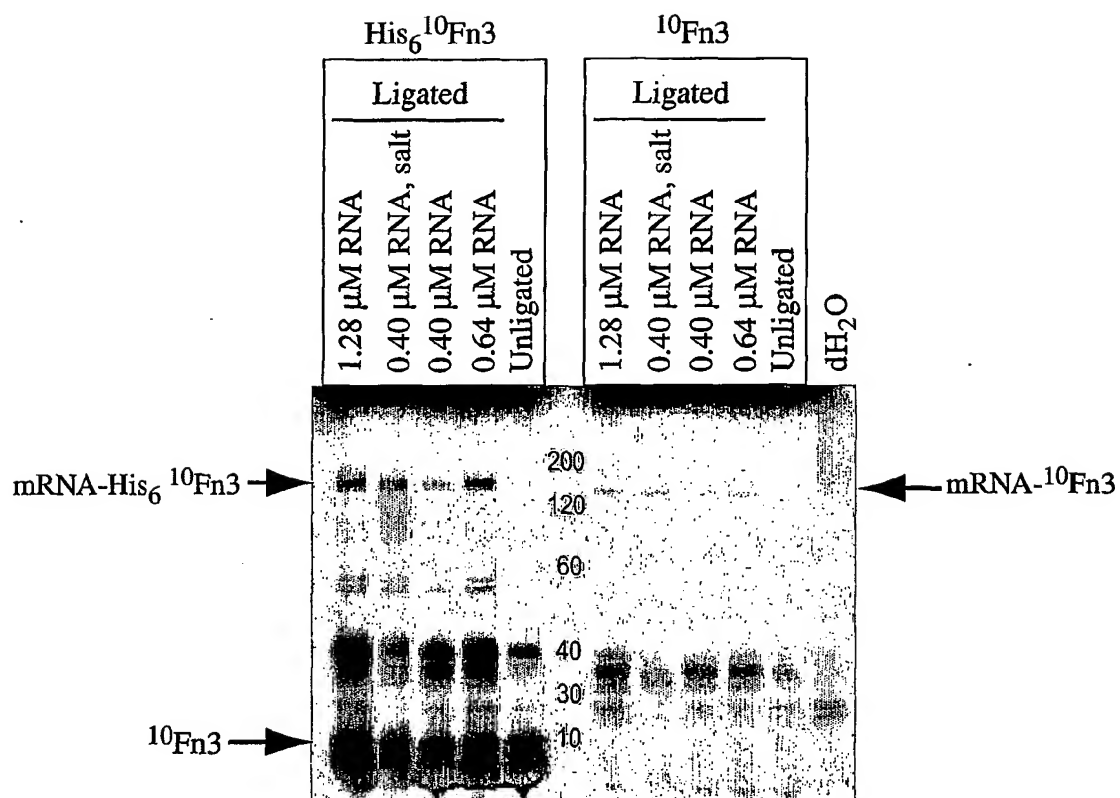 His₆¹⁰Fn3
¹⁰Fn3
Ligated
Ligated
1.28 μM RNA
0.40 μM RNA, salt
0.40 μM RNA
0.64 μM RNA
Unligated
1.28 μM RNA
0.40 μM RNA, salt
0.40 μM RNA
0.64 μM RNA
Unligated
dH₂O
200
mRNA-His₆ ¹⁰Fn3
mRNA-¹⁰Fn3
120
60
40
30
10
¹⁰Fn3